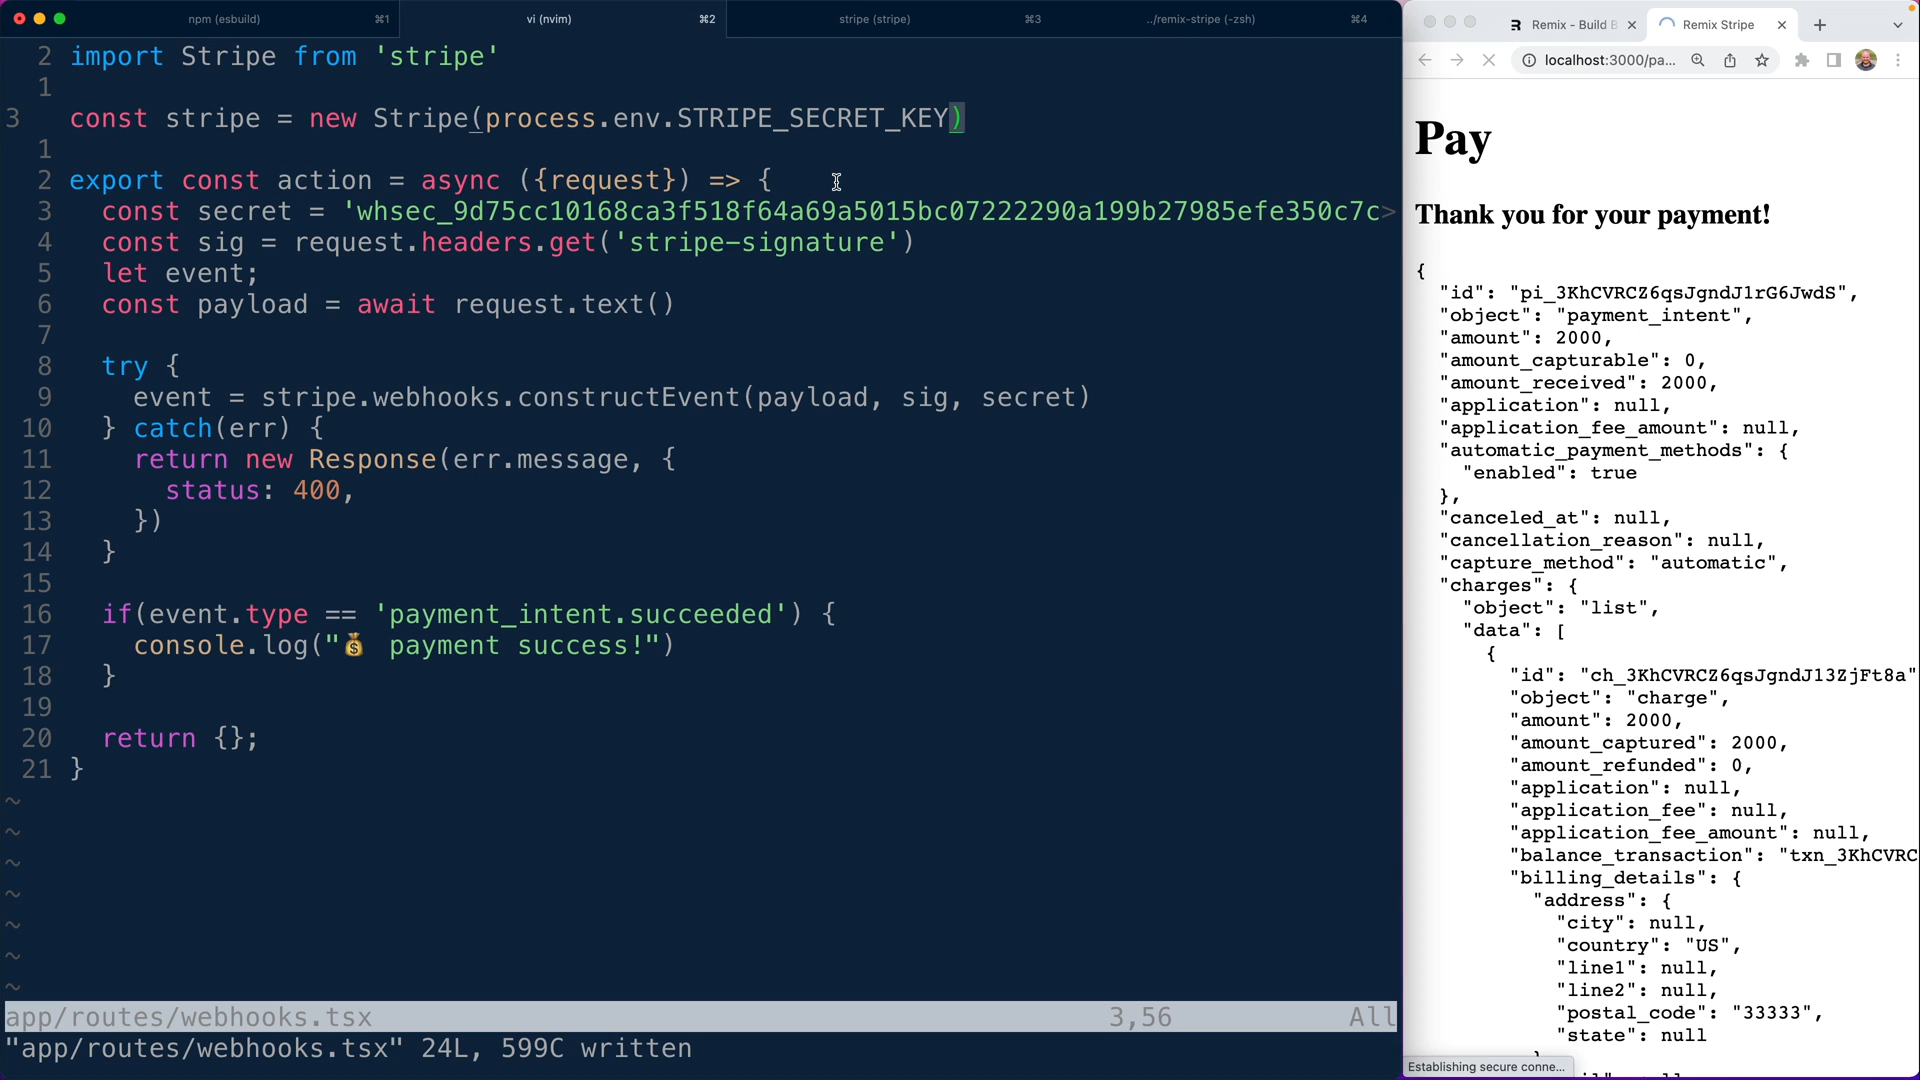 npm (esbuild) ⌘1 vi (nvim) ⌘2 stripe (stripe) ⌘3 ../remix-stripe (-zsh) ⌘4
2 import Stripe from 'stripe'
1
3 const stripe = new Stripe(process.env.STRIPE_SECRET_KEY)
1
2 export const action = async ({request}) => {
3 const secret = 'whsec_9d75cc10168ca3f518f64a69a5015bc07222290a199b27985efe350c7c>
4 const sig = request.headers.get('stripe-signature')
5 let event;
6 const payload = await request.text()
7
8 try {
9 event = stripe.webhooks.constructEvent(payload, sig, secret)
10 } catch(err) {
11 return new Response(err.message, {
12 status: 400,
13 })
14 }
15
16 if(event.type == 'payment_intent.succeeded') {
17 console.log("💰 payment success!")
18 }
19
20 return {};
21 }
~
~
~
~
~
~
~
app/routes/webhooks.tsx 3,56 All
"app/routes/webhooks.tsx" 24L, 599C written
Remix - Build B Remix Stripe
localhost:3000/pa...
Pay
Thank you for your payment!
{
"id": "pi_3KhCVRCZ6qsJgndJ1rG6JwdS",
"object": "payment_intent",
"amount": 2000,
"amount_capturable": 0,
"amount_received": 2000,
"application": null,
"application_fee_amount": null,
"automatic_payment_methods": {
"enabled": true
},
"canceled_at": null,
"cancellation_reason": null,
"capture_method": "automatic",
"charges": {
"object": "list",
"data": [
{
"id": "ch_3KhCVRCZ6qsJgndJ13ZjFt8a"
"object": "charge",
"amount": 2000,
"amount_captured": 2000,
"amount_refunded": 0,
"application": null,
"application_fee": null,
"application_fee_amount": null,
"balance_transaction": "txn_3KhCVRC
"billing_details": {
"address": {
"city": null,
"country": "US",
"line1": null,
"line2": null,
"postal_code": "33333",
"state": null
Establishing secure conne...